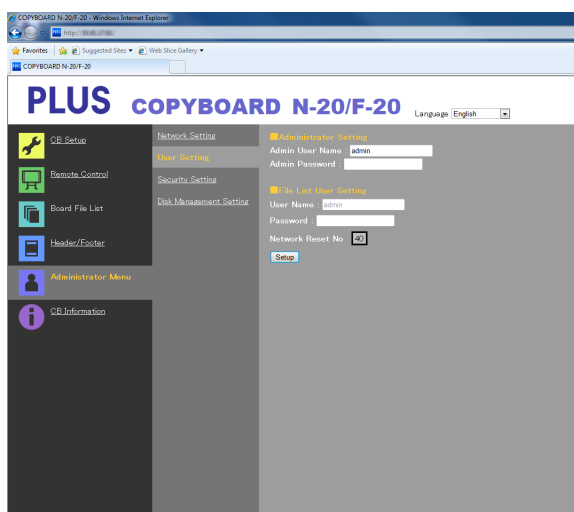 COPYBOARD N-20/F-20 - Windows Internet Explorer
http://
Favorites
Suggested Sites
Web Slice Gallery
COPYBOARD N-20/F-20
PLUS COPYBOARD N-20/F-20
Language English
CB Setup
Remote Control
Board File List
Header/Footer
Administrator Menu
CB Information
Network Setting
User Setting
Security Setting
Disk Management Setting
Administrator Setting
Admin User Name : admin
Admin Password :
File List User Setting
User Name : admin
Password :
Network Reset No 40
Setup